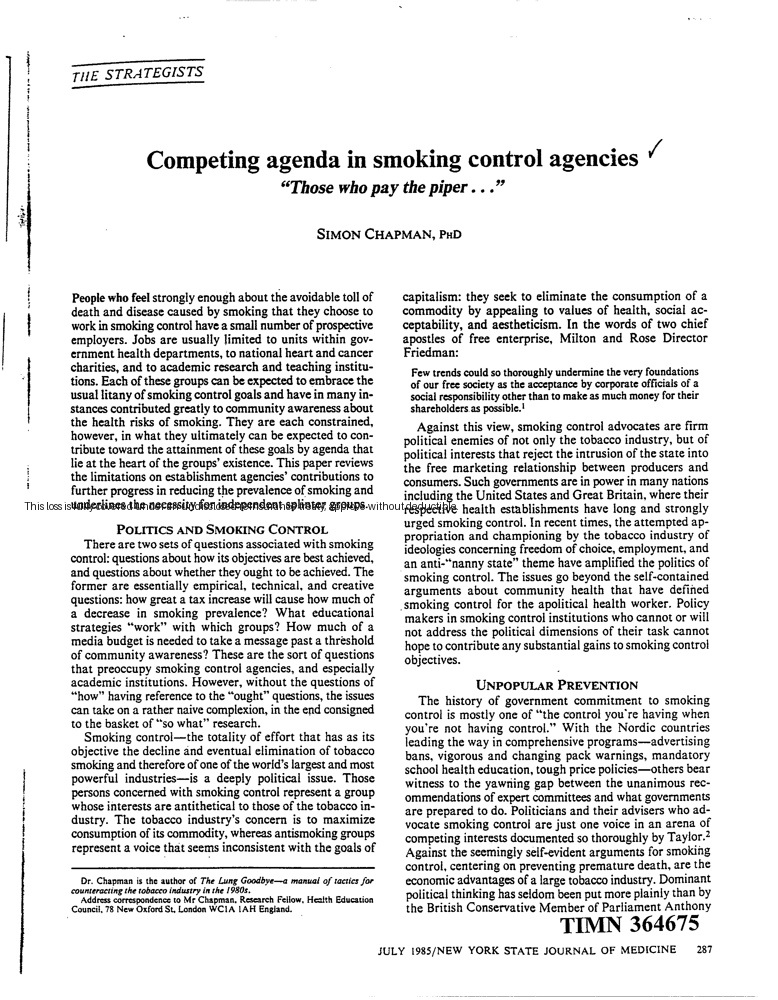 THE STRATEGISTS
Competing agenda in smoking control agencies ✓
“Those who pay the piper . . .”
SIMON CHAPMAN, PHD
People who feel strongly enough about the avoidable toll of
death and disease caused by smoking that they choose to
work in smoking control have a small number of prospective
employers. Jobs are usually limited to units within gov-
ernment health departments, to national heart and cancer
charities, and to academic research and teaching institu-
tions. Each of these groups can be expected to embrace the
usual litany of smoking control goals and have in many in-
stances contributed greatly to community awareness about
the health risks of smoking. They are each constrained,
however, in what they ultimately can be expected to con-
tribute toward the attainment of these goals by agenda that
lie at the heart of the groups' existence. This paper reviews
the limitations on establishment agencies' contributions to
further progress in reducing the prevalence of smoking and
underlines the necessity for independent splinter groups.
This loss is without deductible
POLITICS AND SMOKING CONTROL
There are two sets of questions associated with smoking
control: questions about how its objectives are best achieved,
and questions about whether they ought to be achieved. The
former are essentially empirical, technical, and creative
questions: how great a tax increase will cause how much of
a decrease in smoking prevalence? What educational
strategies “work” with which groups? How much of a
media budget is needed to take a message past a threshold
of community awareness? These are the sort of questions
that preoccupy smoking control agencies, and especially
academic institutions. However, without the questions of
“how” having reference to the “ought” questions, the issues
can take on a rather naive complexion, in the end consigned
to the basket of “so what” research.
Smoking control—the totality of effort that has as its
objective the decline and eventual elimination of tobacco
smoking and therefore of one of the world's largest and most
powerful industries—is a deeply political issue. Those
persons concerned with smoking control represent a group
whose interests are antithetical to those of the tobacco in-
dustry. The tobacco industry's concern is to maximize
consumption of its commodity, whereas antismoking groups
represent a voice that seems inconsistent with the goals of
Dr. Chapman is the author of The Lung Goodbye—a manual of tactics for
counteracting the tobacco industry in the 1980s.
Address correspondence to Mr Chapman, Research Fellow, Health Education
Council, 78 New Oxford St, London WC1A 1AH England.
capitalism: they seek to eliminate the consumption of a
commodity by appealing to values of health, social ac-
ceptability, and aestheticism. In the words of two chief
apostles of free enterprise, Milton and Rose Director
Friedman:
Few trends could so thoroughly undermine the very foundations
of our free society as the acceptance by corporate officials of a
social responsibility other than to make as much money for their
shareholders as possible.1
Against this view, smoking control advocates are firm
political enemies of not only the tobacco industry, but of
political interests that reject the intrusion of the state into
the free marketing relationship between producers and
consumers. Such governments are in power in many nations
including the United States and Great Britain, where their
respective health establishments have long and strongly
urged smoking control. In recent times, the attempted ap-
propriation and championing by the tobacco industry of
ideologies concerning freedom of choice, employment, and
an anti-“nanny state” theme have amplified the politics of
smoking control. The issues go beyond the self-contained
arguments about community health that have defined
smoking control for the apolitical health worker. Policy
makers in smoking control institutions who cannot or will
not address the political dimensions of their task cannot
hope to contribute any substantial gains to smoking control
objectives.
UNPOPULAR PREVENTION
The history of government commitment to smoking
control is mostly one of “the control you're having when
you're not having control.” With the Nordic countries
leading the way in comprehensive programs—advertising
bans, vigorous and changing pack warnings, mandatory
school health education, tough price policies—others bear
witness to the yawning gap between the unanimous rec-
ommendations of expert committees and what governments
are prepared to do. Politicians and their advisers who ad-
vocate smoking control are just one voice in an arena of
competing interests documented so thoroughly by Taylor.2
Against the seemingly self-evident arguments for smoking
control, centering on preventing premature death, are the
economic advantages of a large tobacco industry. Dominant
political thinking has seldom been put more plainly than by
the British Conservative Member of Parliament Anthony
TIMN 364675
JULY 1985/NEW YORK STATE JOURNAL OF MEDICINE 287